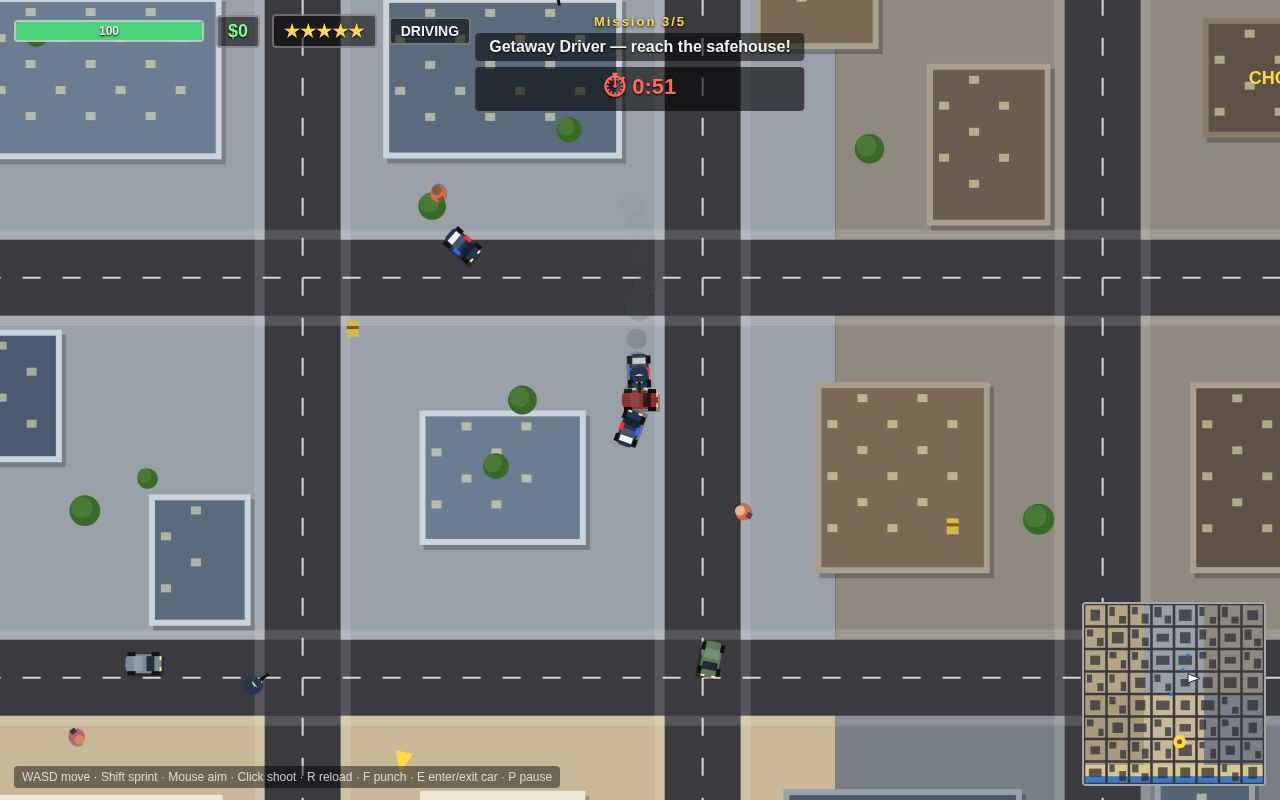 100
$0
★★★★★
DRIVING
Mission 3/5
Getaway Driver — reach the safehouse!
⏱ 0:51
CHO
WASD move · Shift sprint · Mouse aim · Click shoot · R reload · F punch · E enter/exit car · P pause